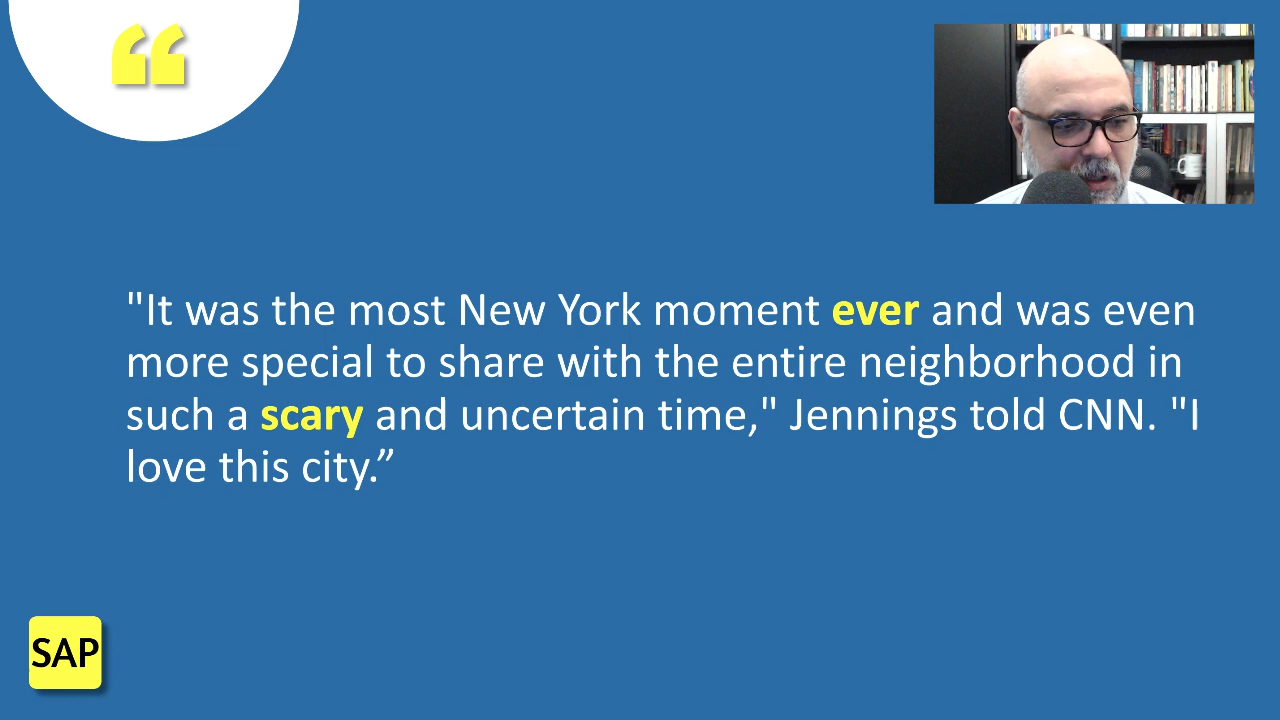 "It was the most New York moment ever and was even
more special to share with the entire neighborhood in
such a scary and uncertain time," Jennings told CNN. "I
love this city.”
SAP